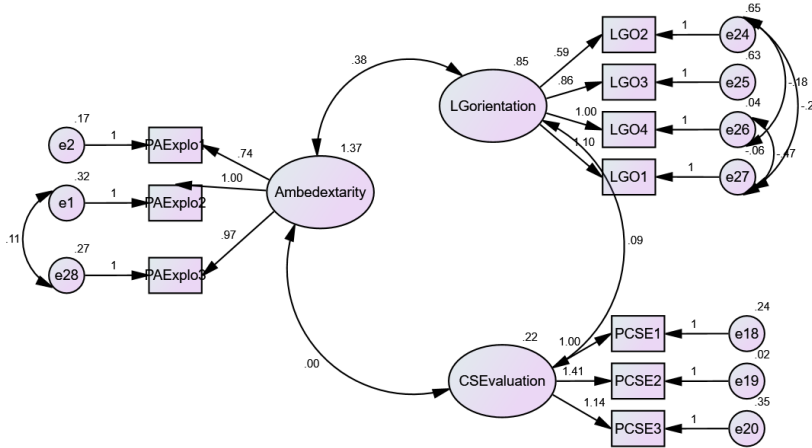 .65
LGO2
1
e24
.59
.63
.38
.85
LGO3
1
e25
-.18
-.2
.86
LGorientation
.04
1.00
LGO4
1
e26
.17
-.06
-.47
e2
1
PAExplo1
.74
1.37
1.10
LGO1
1
e27
.32
1.00
Ambedextarity
e1
1
PAExplo2
.11
.97
.09
.27
e28
1
PAExplo3
.24
.22
1.00
PCSE1
1
e18
.02
.00
CSEvaluation
1.41
PCSE2
1
e19
.35
1.14
PCSE3
1
e20